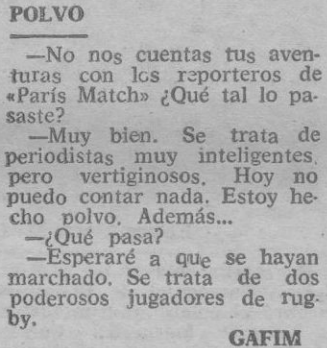 POLVO
—No nos cuentas tus aven-
turas con los reporteros de
«París Match» ¿Qué tal lo pa-
saste?
—Muy bien. Se trata de
periodistas muy inteligentes,
pero vertiginosos. Hoy no
puedo contar nada. Estoy he-
cho polvo. Además...
—¿Qué pasa?
—Esperaré a que se hayan
marchado. Se trata de dos
poderosos jugadores de rug-
by.
GAFIM